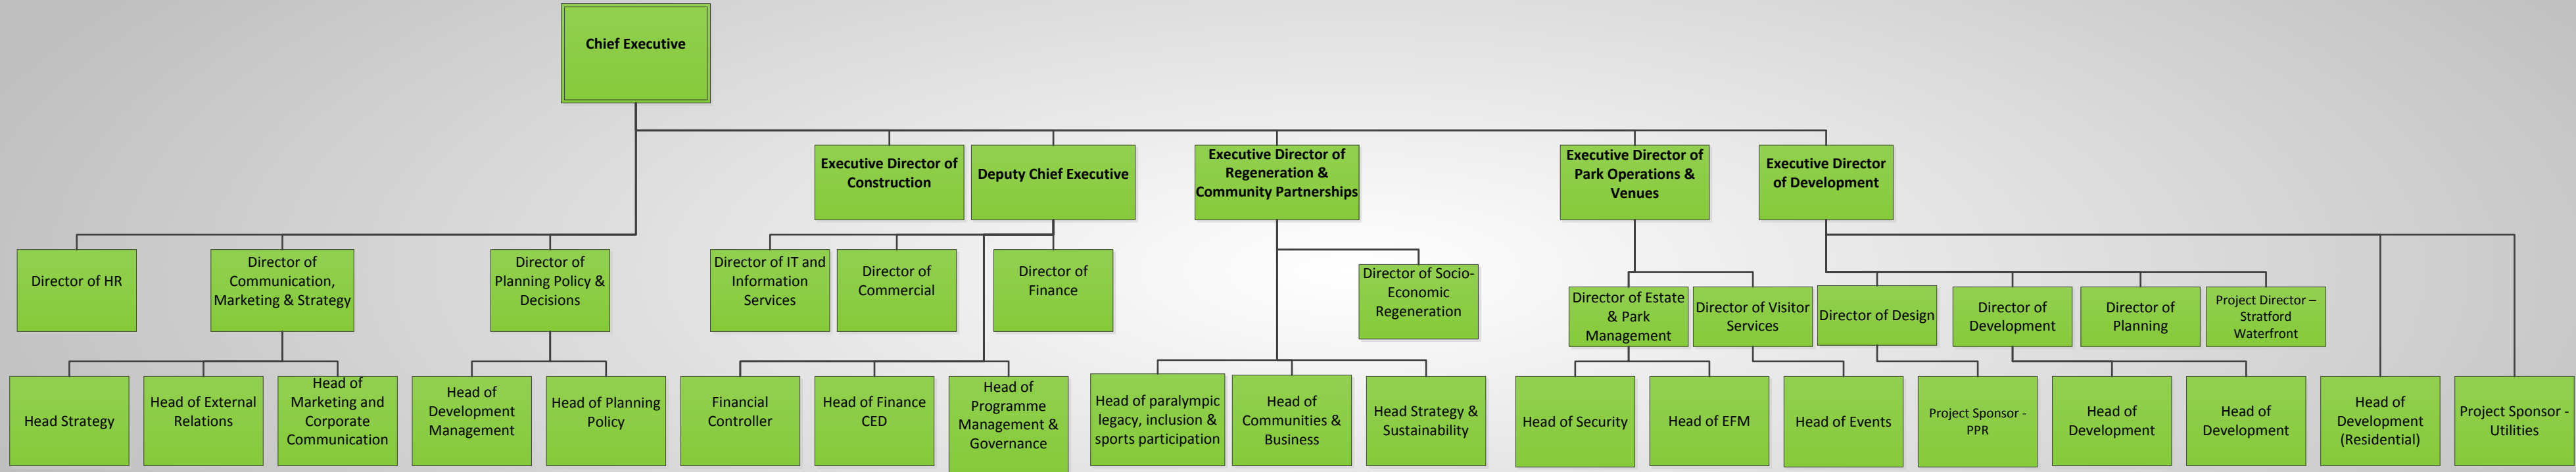 Chief Executive
Executive Director of
Construction
Deputy Chief Executive
Executive Director of
Regeneration &
Community Partnerships
Executive Director of
Park Operations &
Venues
Executive Director
of Development
Director of HR
Director of
Communication,
Marketing & Strategy
Director of
Planning Policy &
Decisions
Director of IT and
Information
Services
Director of
Commercial
Director of
Finance
Director of Socio-
Economic
Regeneration
Director of Estate
& Park
Management
Director of Visitor
Services
Director of Design
Director of
Development
Director of
Planning
Project Director –
Stratford
Waterfront
Head Strategy
Head of External
Relations
Head of
Marketing and
Corporate
Communication
Head of
Development
Management
Head of Planning
Policy
Financial
Controller
Head of Finance
CED
Head of
Programme
Management &
Governance
Head of paralympic
legacy, inclusion &
sports participation
Head of
Communities &
Business
Head Strategy &
Sustainability
Head of Security
Head of EFM
Head of Events
Project Sponsor -
PPR
Head of
Development
Head of
Development
Head of
Development
(Residential)
Project Sponsor -
Utilities